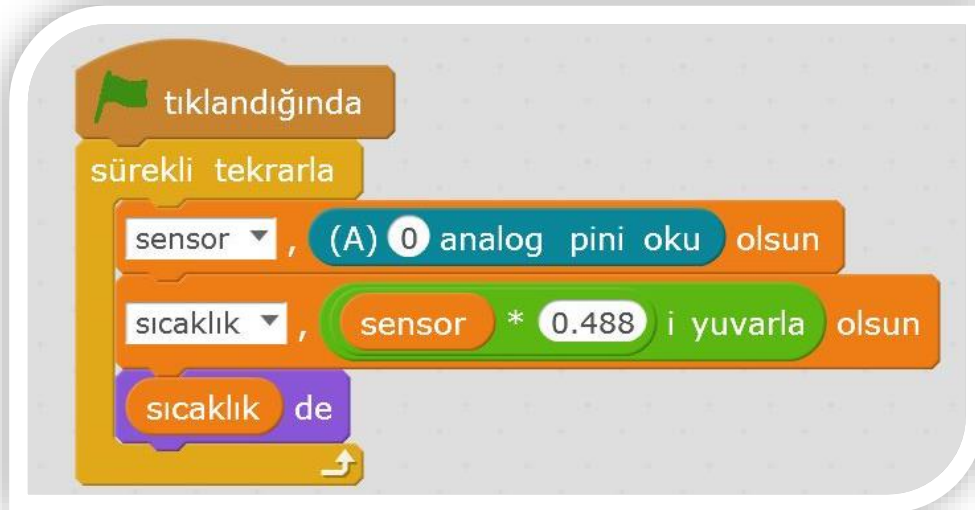 tıklandığında
sürekli tekrarla
sensor , (A) 0 analog pini oku olsun
sıcaklık , sensor * 0.488 i yuvarla olsun
sıcaklık de